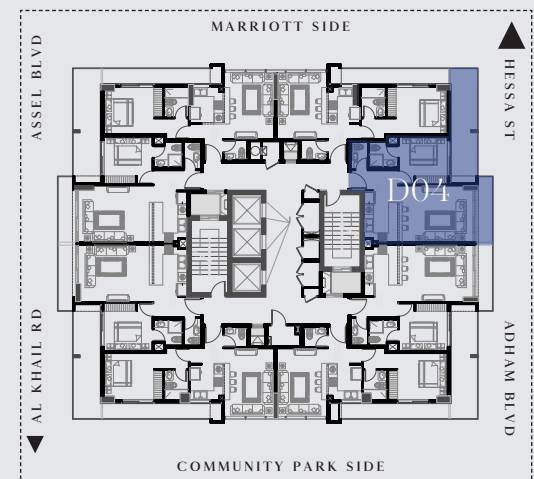 MARRIOTT SIDE
ASSEL BLVD
HESSA ST
D04
AL KHAIL RD
ADHAM BLVD
COMMUNITY PARK SIDE